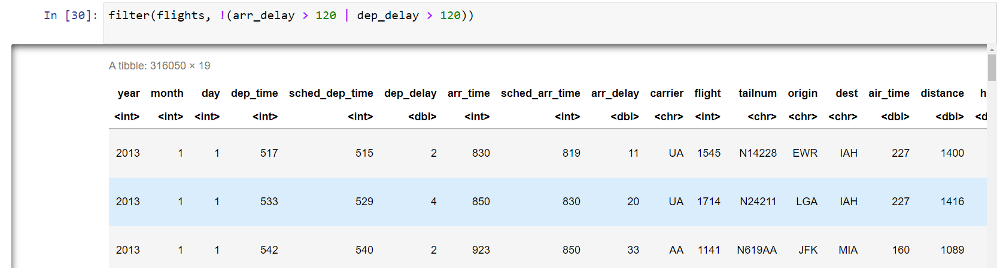 In [30]: filter(flights, !(arr_delay > 120 | dep_delay > 120))
A tibble: 316050 × 19
year month day dep_time sched_dep_time dep_delay arr_time sched_arr_time arr_delay carrier flight tailnum origin dest air_time distance h
<int> <int> <int> <int> <int> <dbl> <int> <int> <dbl> <chr> <int> <chr> <chr> <chr> <dbl> <dbl> <d
2013 1 1 517 515 2 830 819 11 UA 1545 N14228 EWR IAH 227 1400
2013 1 1 533 529 4 850 830 20 UA 1714 N24211 LGA IAH 227 1416
2013 1 1 542 540 2 923 850 33 AA 1141 N619AA JFK MIA 160 1089